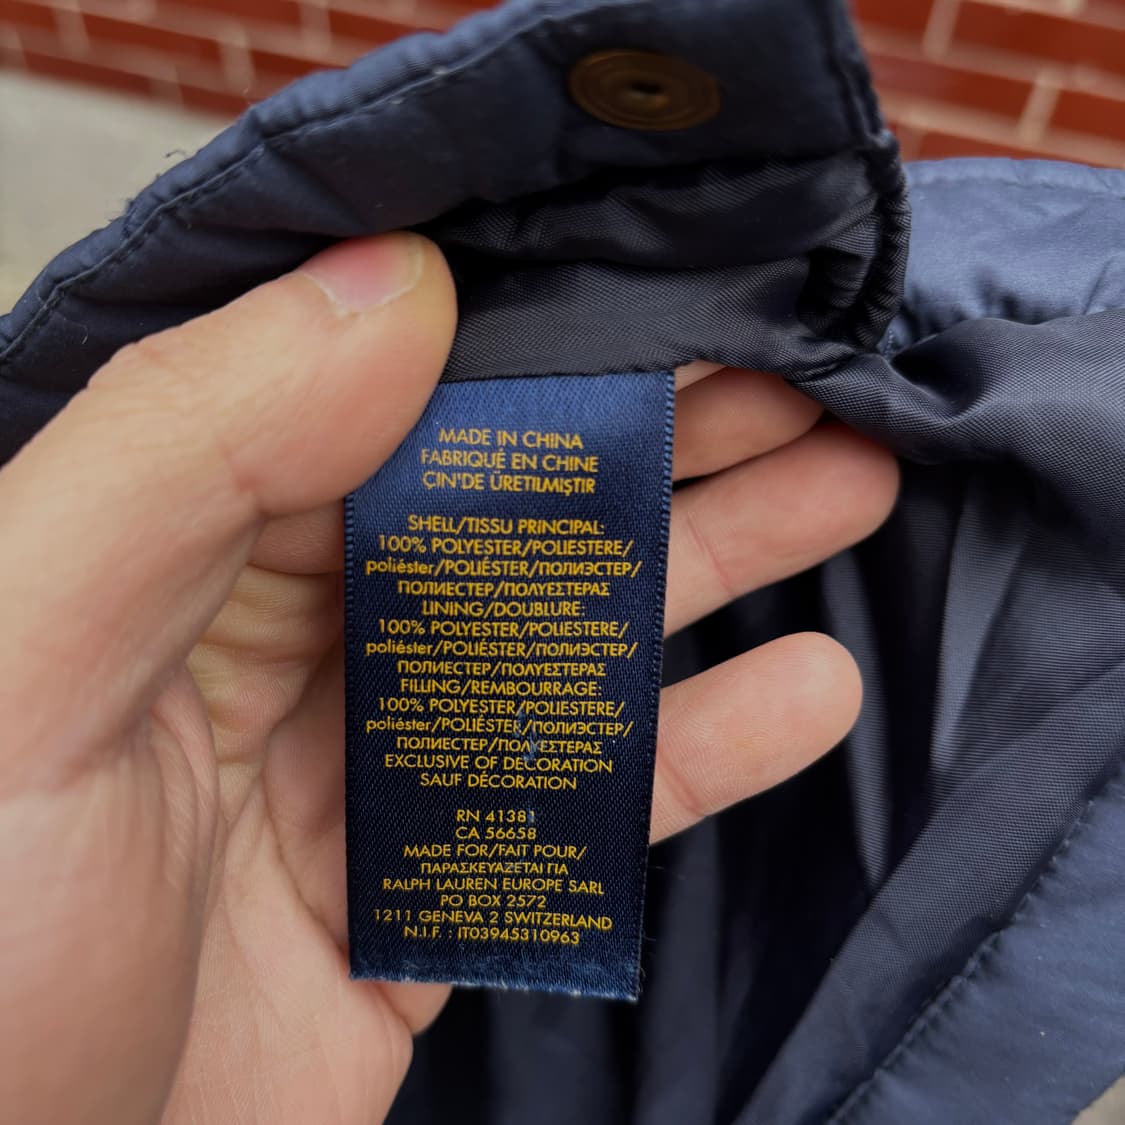 MADE IN CHINA
FABRIQUÉ EN CHINE
ÇIN'DE ÜRETILMIŞTIR
SHELL/TISSU PRINCIPAL:
100% POLYESTER/POLIESTERE/
poliéster/POLIÉSTER/ПОЛИЭСТЕР/
ПОЛИЕСТЕР/ΠΟΛΥΕΣΤΕΡΑΣ
LINING/DOUBLURE:
100% POLYESTER/POLIESTERE/
poliéster/POLIÉSTER/ПОЛИЭСТЕР/
ПОЛИЕСТЕР/ΠΟΛΥΕΣΤΕΡΑΣ
FILLING/REMBOURRAGE:
100% POLYESTER/POLIESTERE/
poliéster/POLIÉSTER/ПОЛИЭСТЕР/
ПОЛИЕСТЕР/ΠΟΛΥΕΣΤΕΡΑΣ
EXCLUSIVE OF DECORATION
SAUF DÉCORATION
RN 41381
CA 56658
MADE FOR/FAIT POUR/
ΠΑΡΑΣΚΕΥΑΖΕΤΑΙ ΓΙΑ
RALPH LAUREN EUROPE SARL
PO BOX 2572
1211 GENEVA 2 SWITZERLAND
N.I.F. : IT03945310963